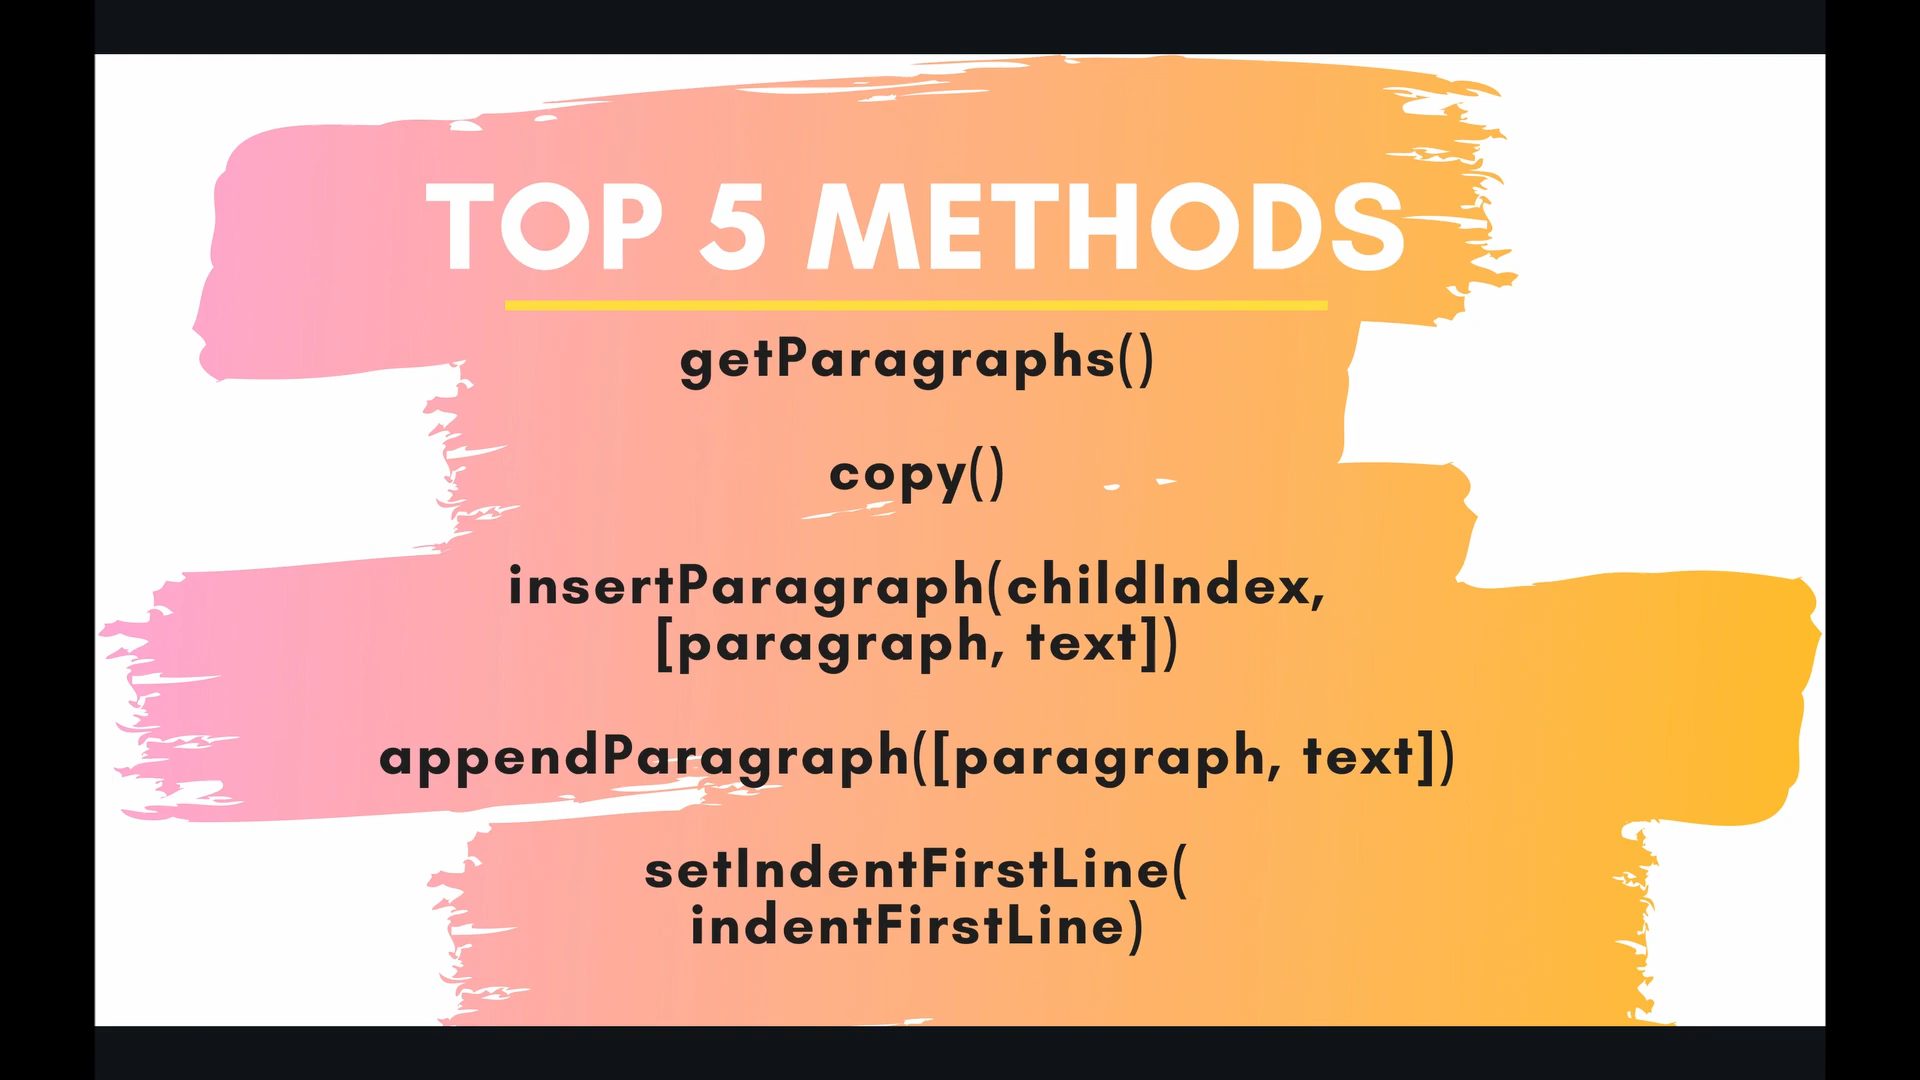 TOP 5 METHODS
getParagraphs()
copy()
insertParagraph(childIndex,
[paragraph, text])
appendParagraph([paragraph, text])
setIndentFirstLine(
indentFirstLine)